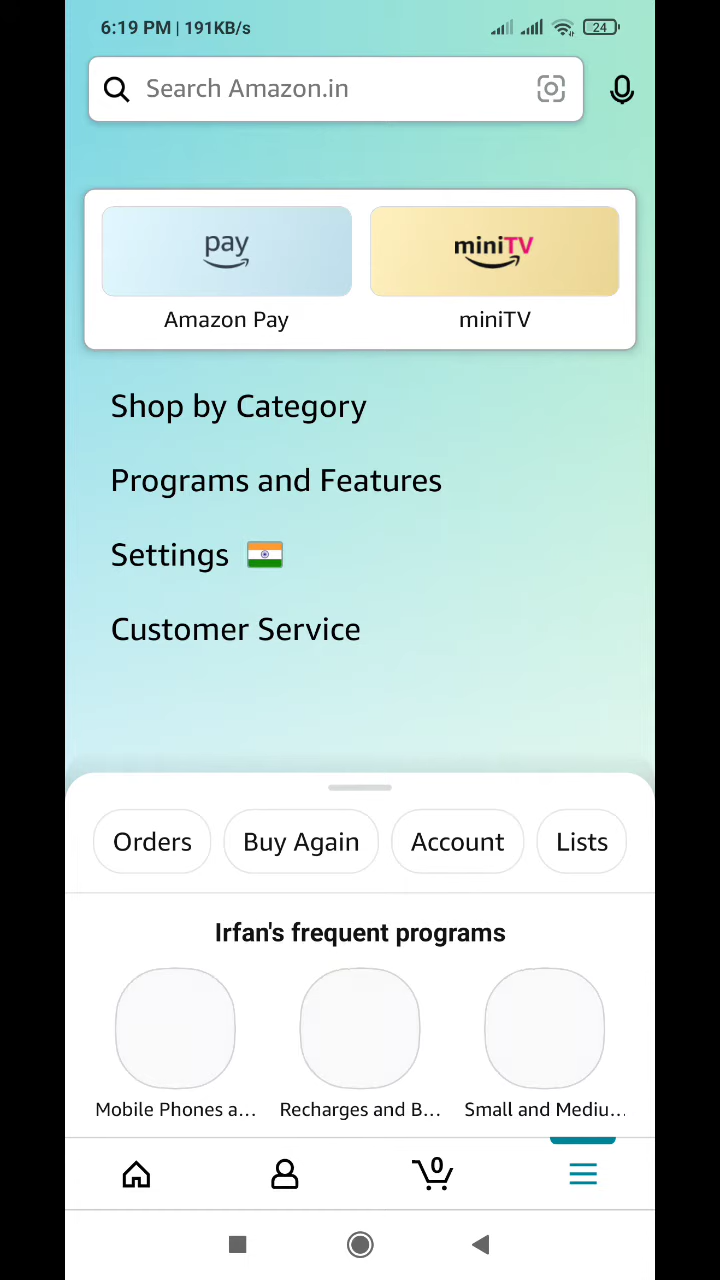 6:19 PM | 191KB/s 24
Search Amazon.in
pay
miniTV
Amazon Pay
miniTV
Shop by Category
Programs and Features
Settings
Customer Service
Orders Buy Again Account Lists
Irfan's frequent programs
Mobile Phones a... Recharges and B... Small and Mediu...
0